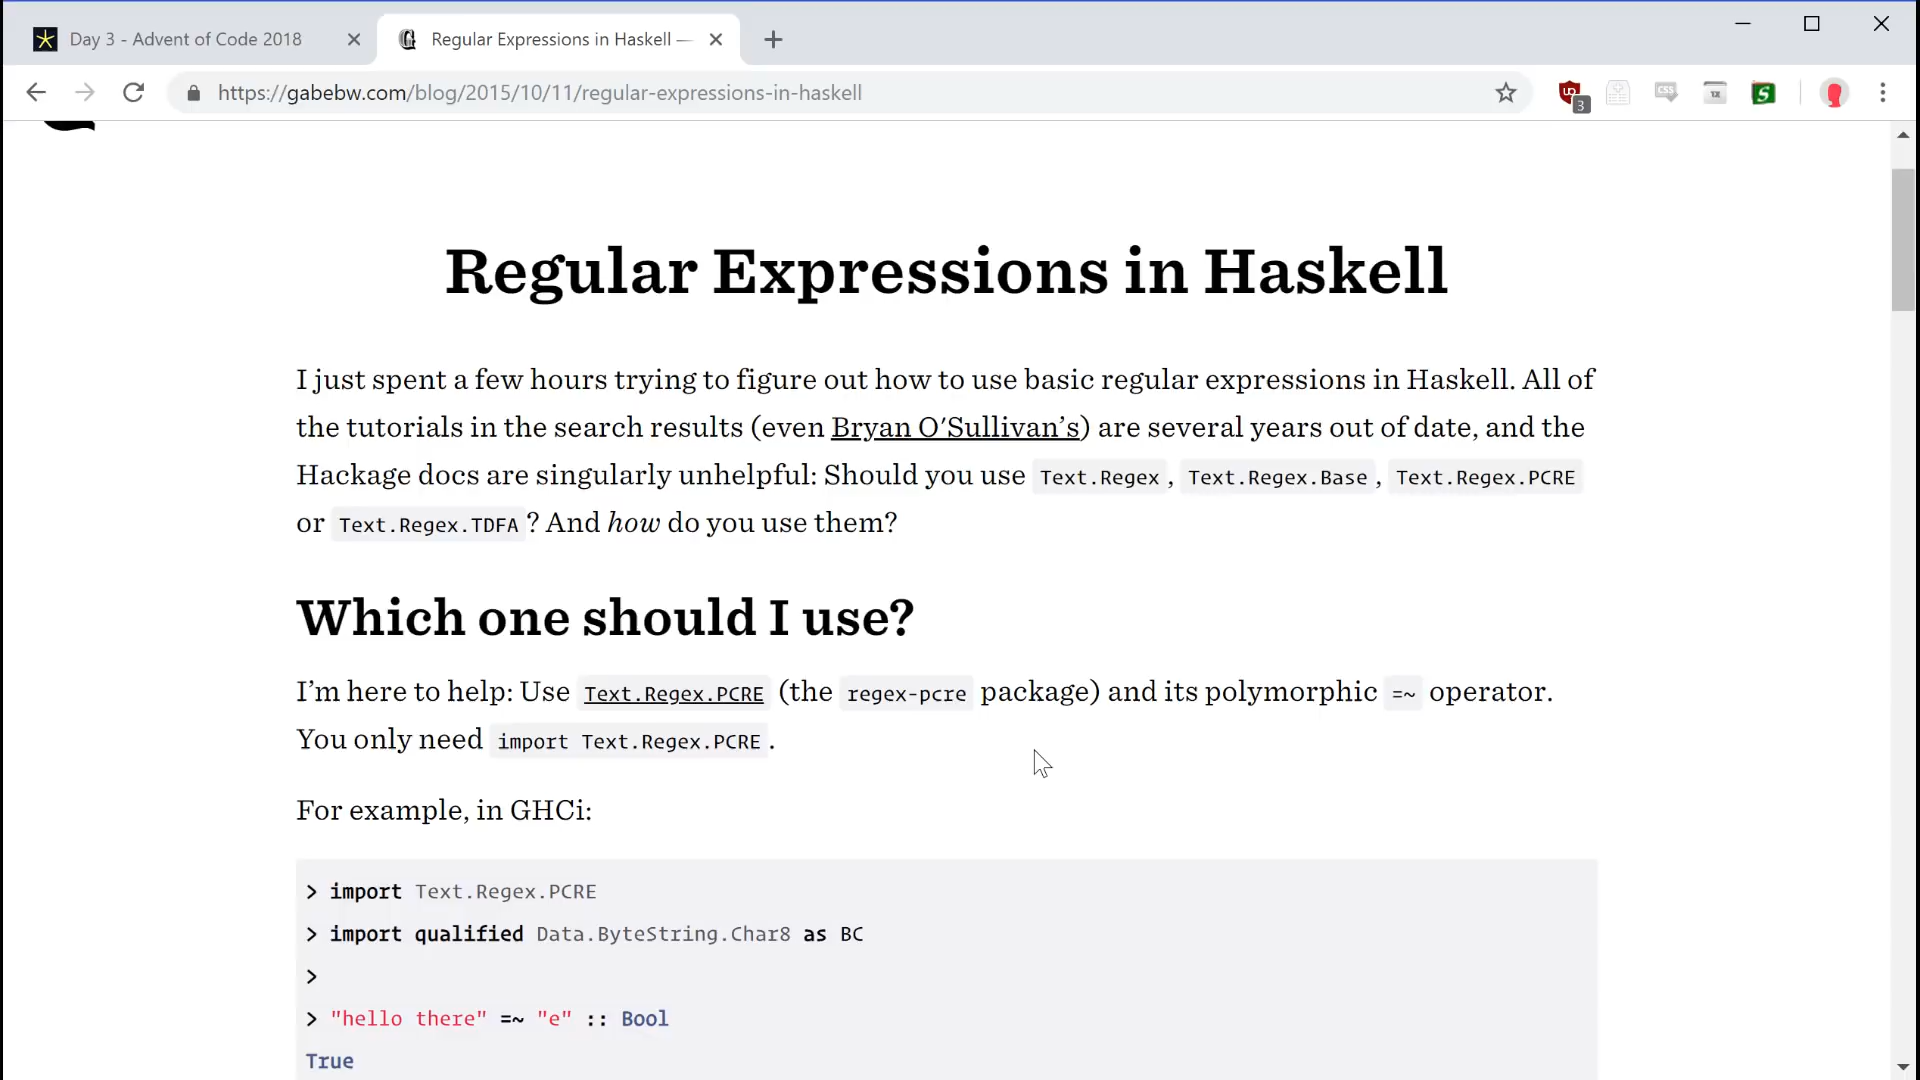 Day 3 - Advent of Code 2018
Regular Expressions in Haskell —
https://gabebw.com/blog/2015/10/11/regular-expressions-in-haskell
3
CSS
1X
S
Regular Expressions in Haskell
I just spent a few hours trying to figure out how to use basic regular expressions in Haskell. All of
the tutorials in the search results (even Bryan O'Sullivan’s) are several years out of date, and the
Hackage docs are singularly unhelpful: Should you use Text.Regex, Text.Regex.Base, Text.Regex.PCRE
or Text.Regex.TDFA? And how do you use them?
Which one should I use?
I’m here to help: Use Text.Regex.PCRE (the regex-pcre package) and its polymorphic =~ operator.
You only need import Text.Regex.PCRE.
For example, in GHCi:
> import Text.Regex.PCRE
> import qualified Data.ByteString.Char8 as BC
>
> "hello there" =~ "e" :: Bool
True